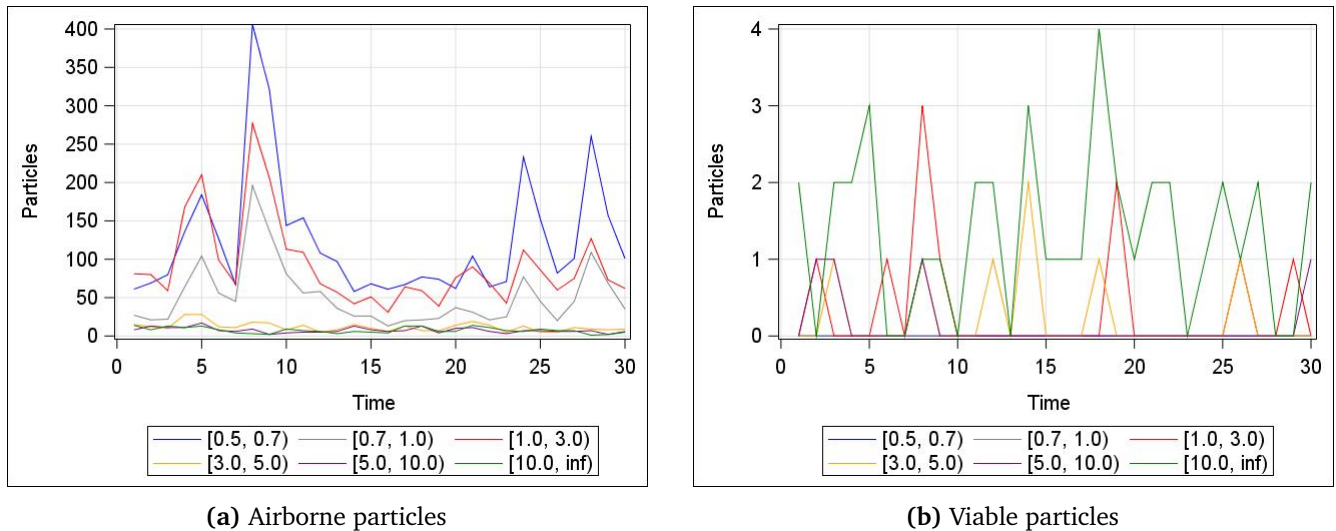 400
350
300
250
200
150
100
50
0
Particles
0 5 10 15 20 25 30
Time
[0.5, 0.7) [0.7, 1.0) [1.0, 3.0)
[3.0, 5.0) [5.0, 10.0) [10.0, inf)
(a) Airborne particles
4
3
2
1
0
Particles
0 5 10 15 20 25 30
Time
[0.5, 0.7) [0.7, 1.0) [1.0, 3.0)
[3.0, 5.0) [5.0, 10.0) [10.0, inf)
(b) Viable particles